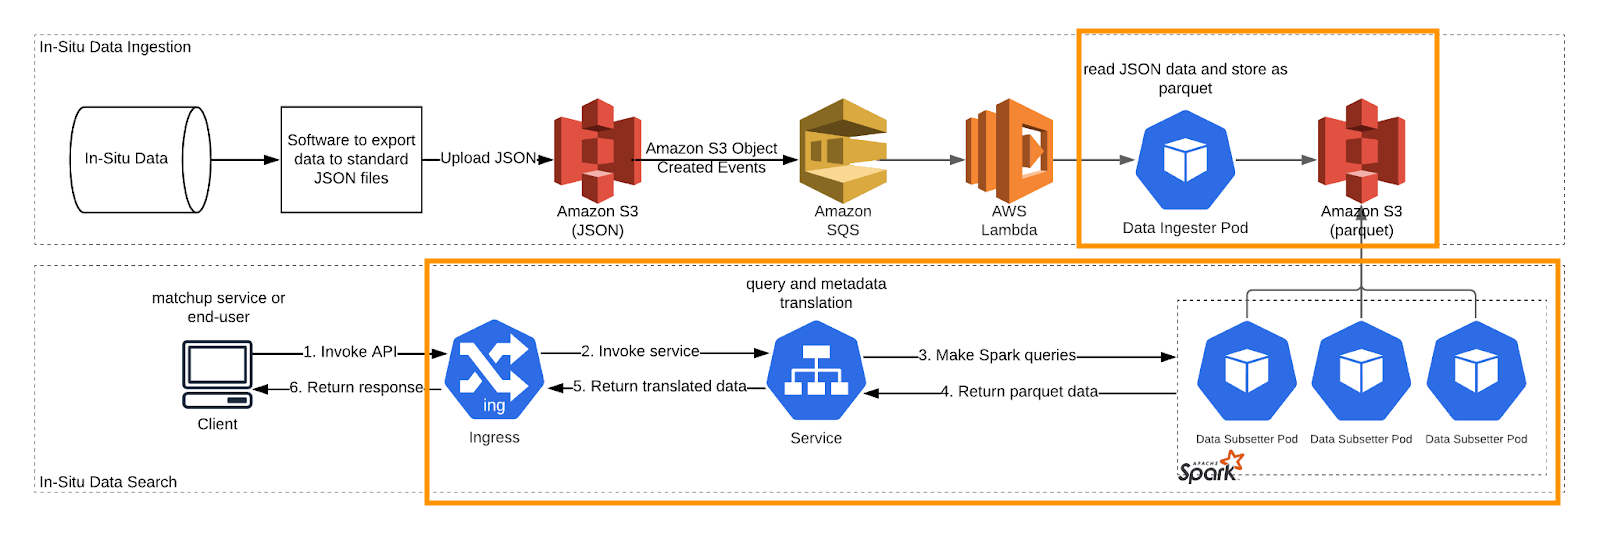 In-Situ Data Ingestion
In-Situ Data
Software to export
data to standard
JSON files
Upload JSON
Amazon S3
(JSON)
Amazon S3 Object
Created Events
Amazon
SQS
AWS
Lambda
read JSON data and store as
parquet
Data Ingester Pod
Amazon S3
(parquet)
matchup service or
end-user
Client
1. Invoke API
6. Return response
ing
Ingress
2. Invoke service
5. Return translated data
query and metadata
translation
Service
3. Make Spark queries
4. Return parquet data
Data Subsetter Pod
Data Subsetter Pod
Data Subsetter Pod
APACHE
Spark
In-Situ Data Search